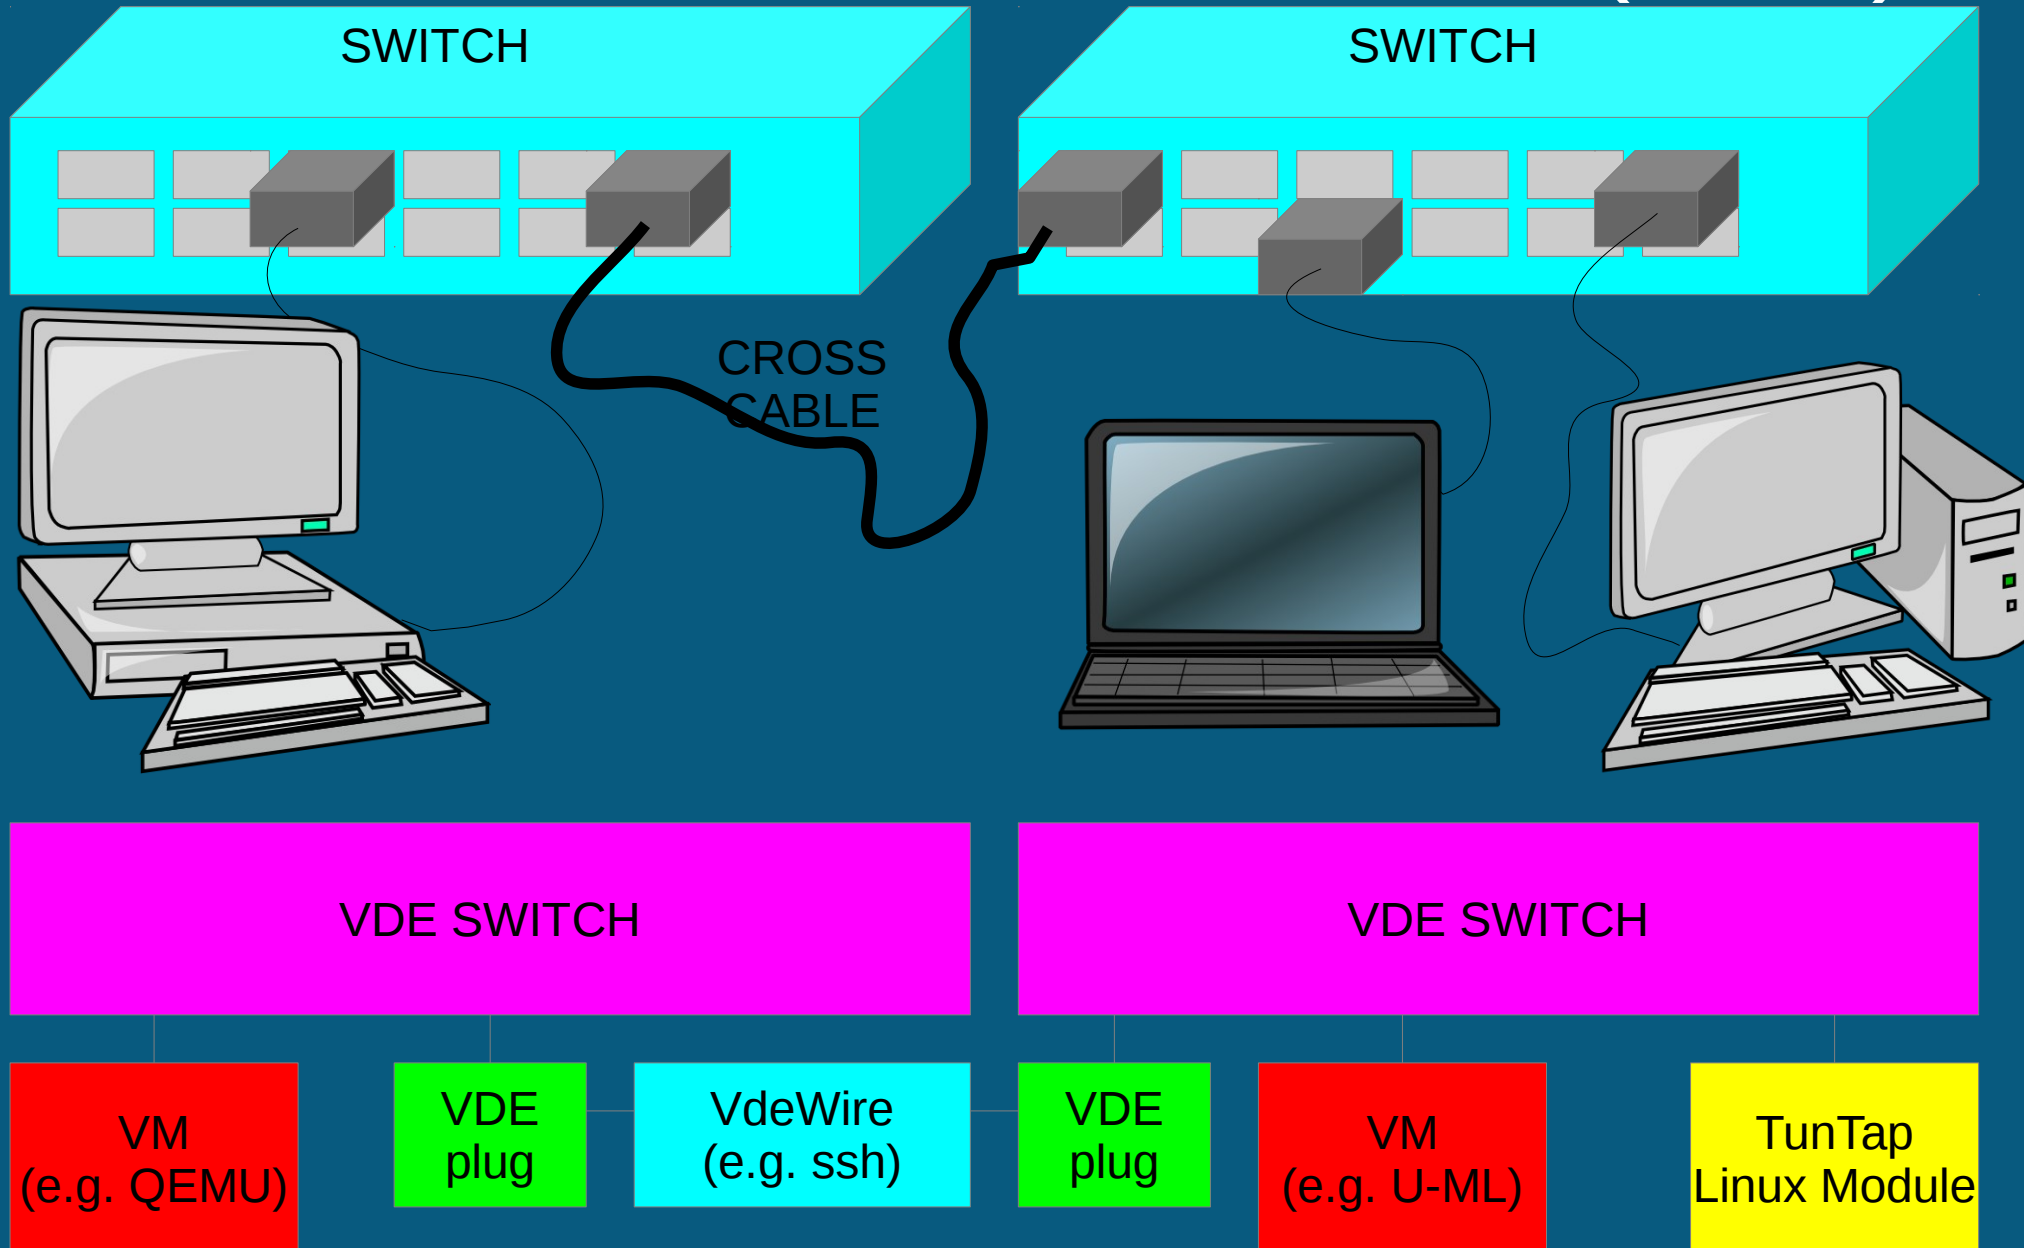 SWITCH
SWITCH
CROSS
CABLE
VDE SWITCH
VDE SWITCH
VM
(e.g. QEMU)
VDE
plug
VdeWire
(e.g. ssh)
VDE
plug
VM
(e.g. U-ML)
TunTap
Linux Module